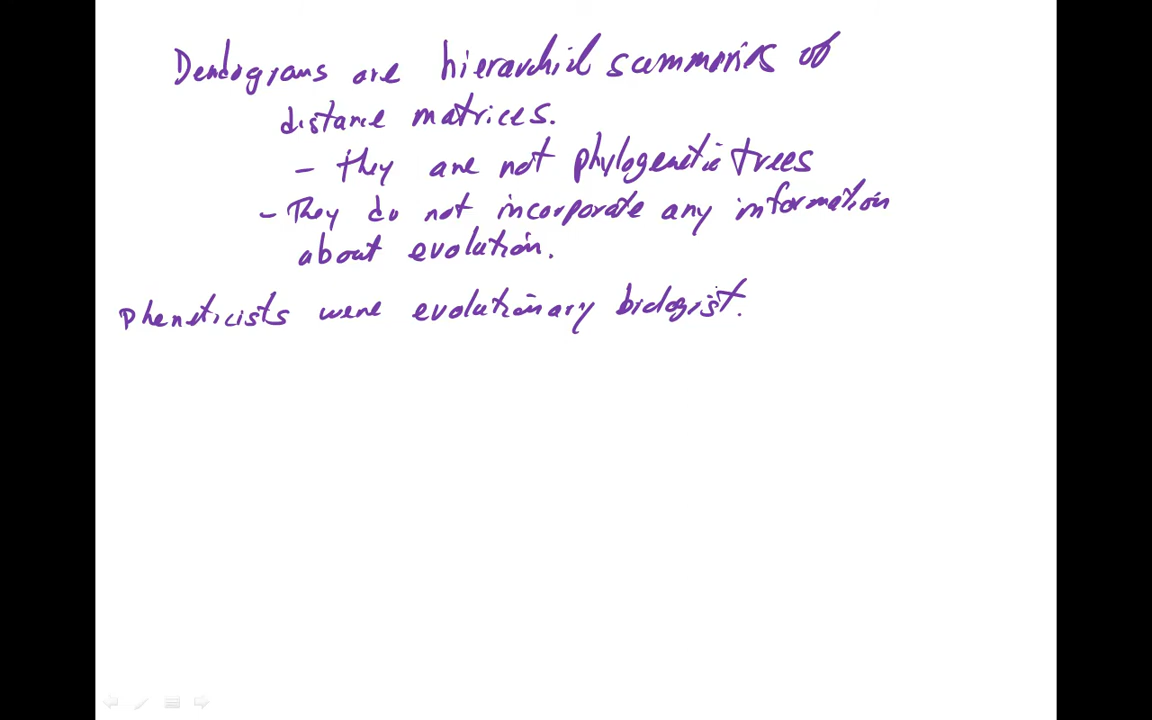 Dendograms are hierarchial summaries of
distance matrices.
- they are not phylogenetic trees
- They do not incorporate any information
about evolution.
Pheneticists were evolutionary biologist.